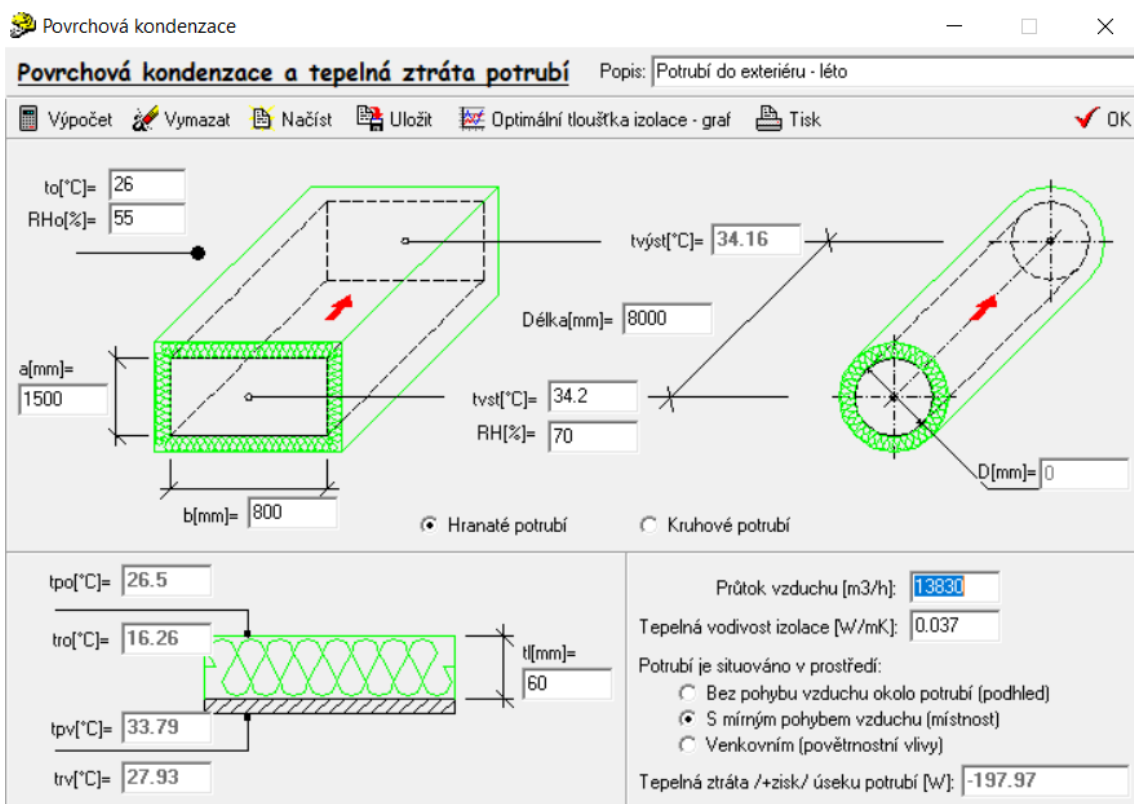 Povrchová kondenzace
Povrchová kondenzace a tepelná ztráta potrubí Popis: Potrubí do exteriéru - léto
Výpočet Vymazat Načíst Uložit Optimální tloušťka izolace - graf Tisk OK
to[°C]= 26
RHo[%]= 55
tvýst[°C]= 34.16
Délka[mm]= 8000
a[mm]=
1500
tvst[°C]= 34.2
RH[%]= 70
D[mm]= 0
b[mm]= 800
Hranaté potrubí Kruhové potrubí
tpo[°C]= 26.5
tro[°C]= 16.26
tl[mm]=
60
tpv[°C]= 33.79
trv[°C]= 27.93
Průtok vzduchu [m3/h]: 13830
Tepelná vodivost izolace [W/mK]: 0.037
Potrubí je situováno v prostředí:
Bez pohybu vzduchu okolo potrubí (podhled)
S mírným pohybem vzduchu (místnost)
Venkovním (povětrnostní vlivy)
Tepelná ztráta /+zisk/ úseku potrubí [W]: -197.97